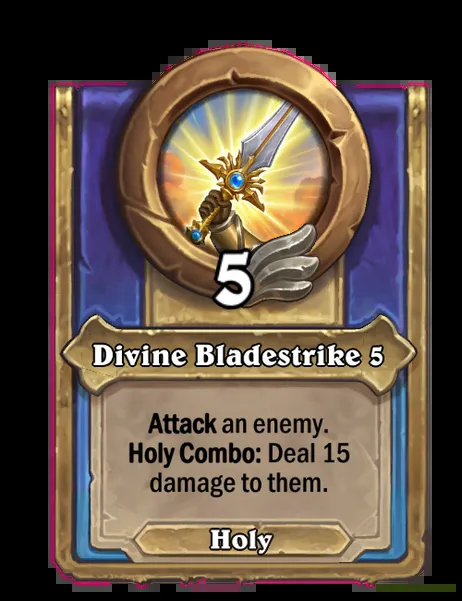 5
Divine Bladestrike 5
Attack an enemy.
Holy Combo: Deal 15
damage to them.
Holy